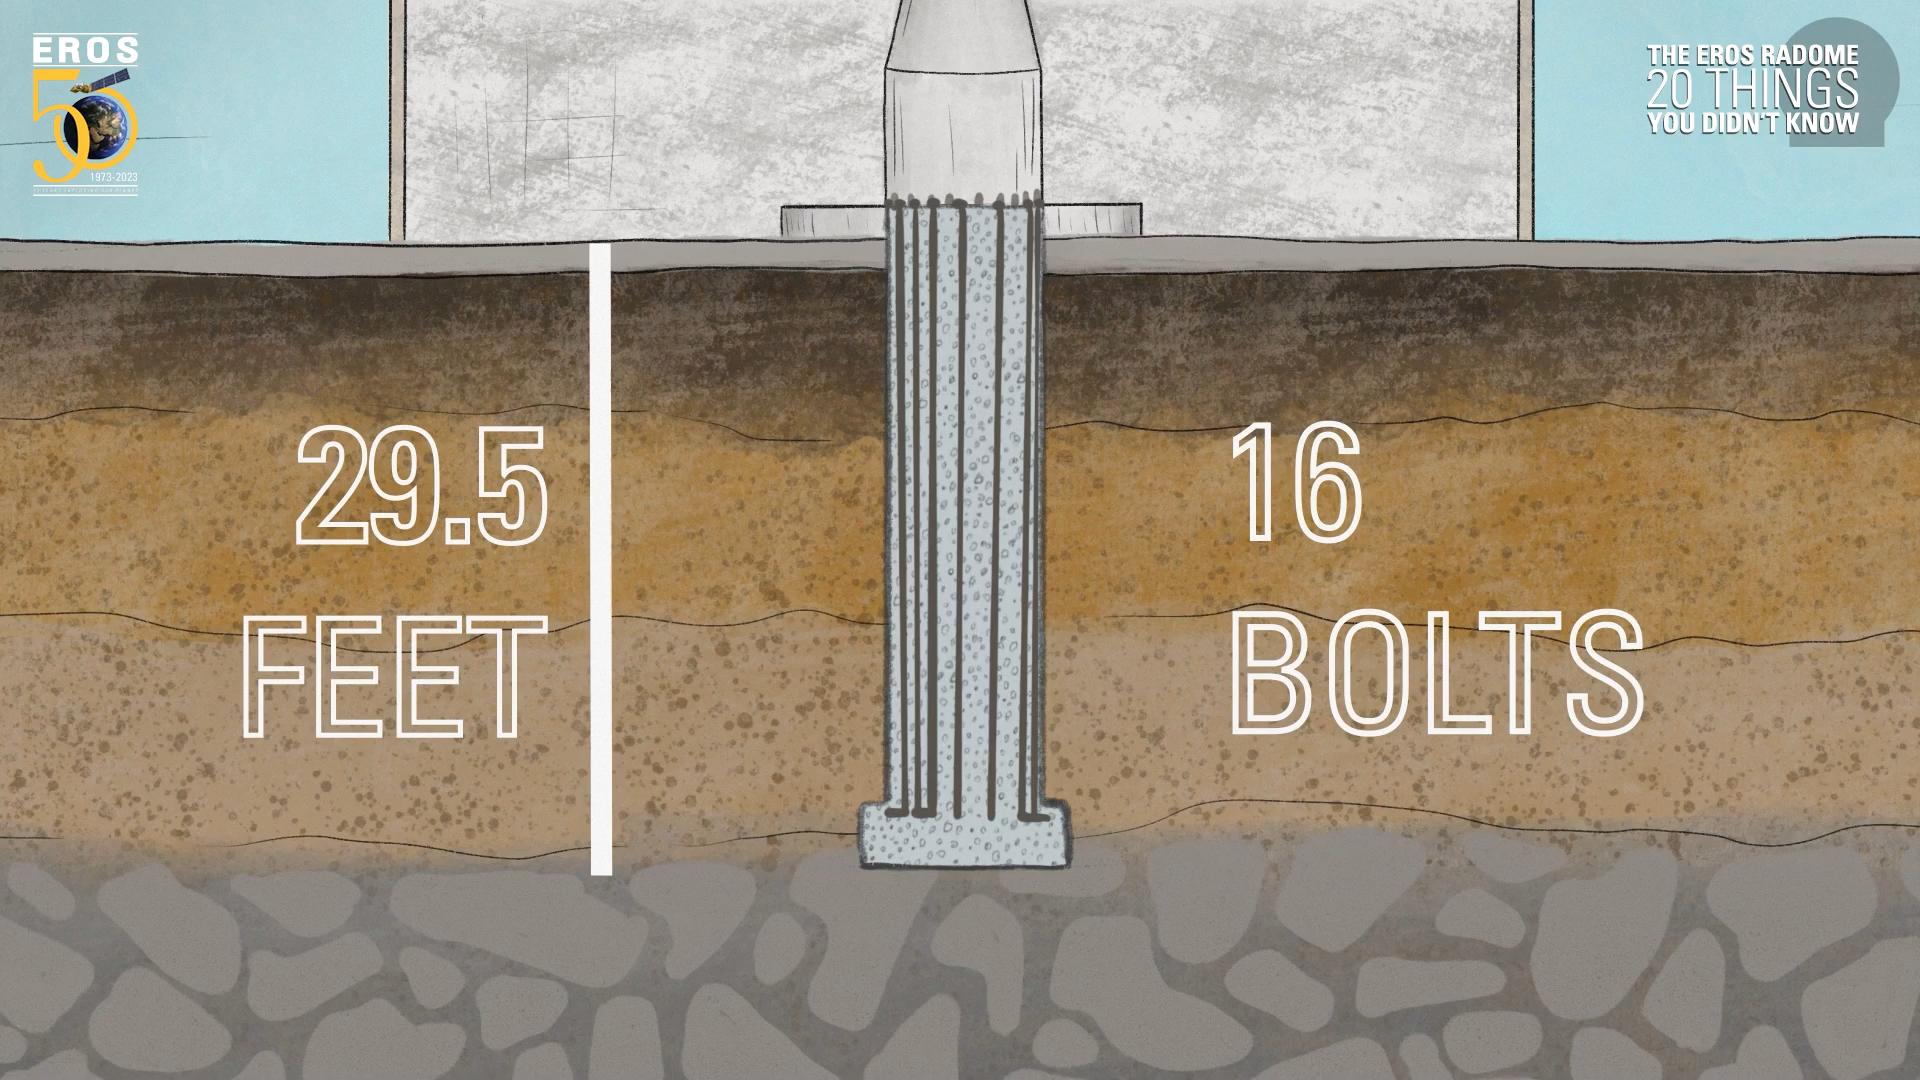 EROS
50
1973-2023
THE EROS RADOME
20 THINGS
YOU DIDN'T KNOW
29.5
FEET
16
BOLTS